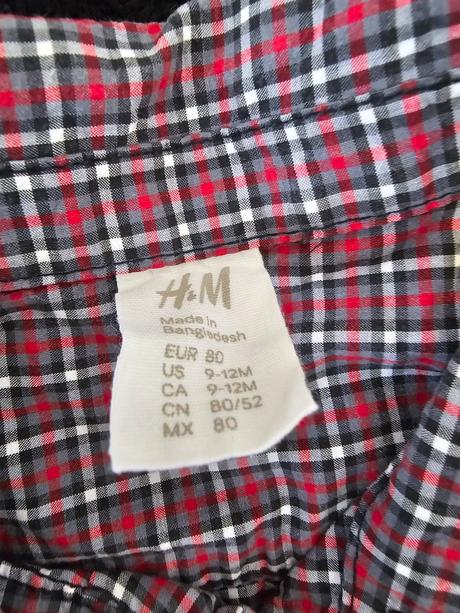 H&M
Made in
Bangladesh
EUR 80
US 9-12M
CA 9-12M
CN 80/52
MX 80